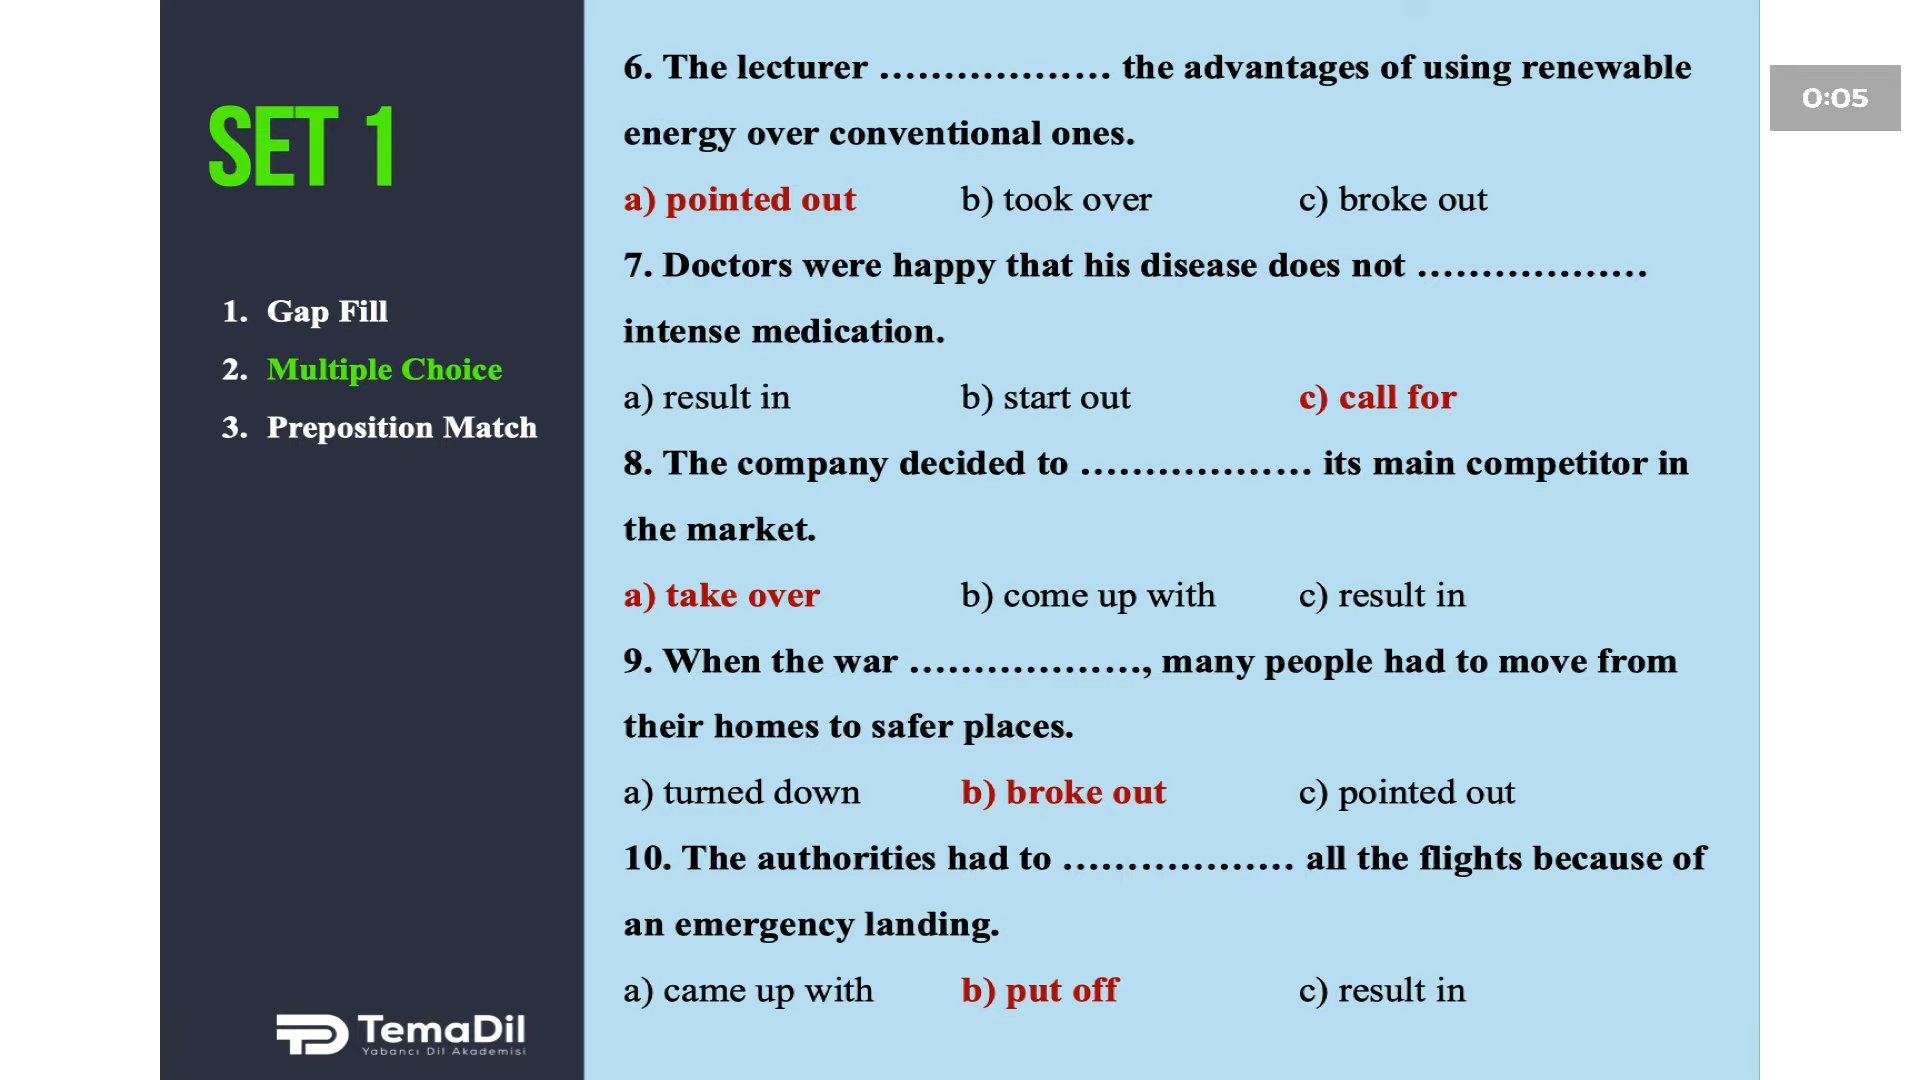 SET 1
1. Gap Fill
2. Multiple Choice
3. Preposition Match
TemaDil
Yabancı Dil Akademisi
6. The lecturer ……………… the advantages of using renewable
energy over conventional ones.
a) pointed out b) took over c) broke out
7. Doctors were happy that his disease does not ………………
intense medication.
a) result in b) start out c) call for
8. The company decided to ……………… its main competitor in
the market.
a) take over b) come up with c) result in
9. When the war ………………, many people had to move from
their homes to safer places.
a) turned down b) broke out c) pointed out
10. The authorities had to ……………… all the flights because of
an emergency landing.
a) came up with b) put off c) result in
0:05